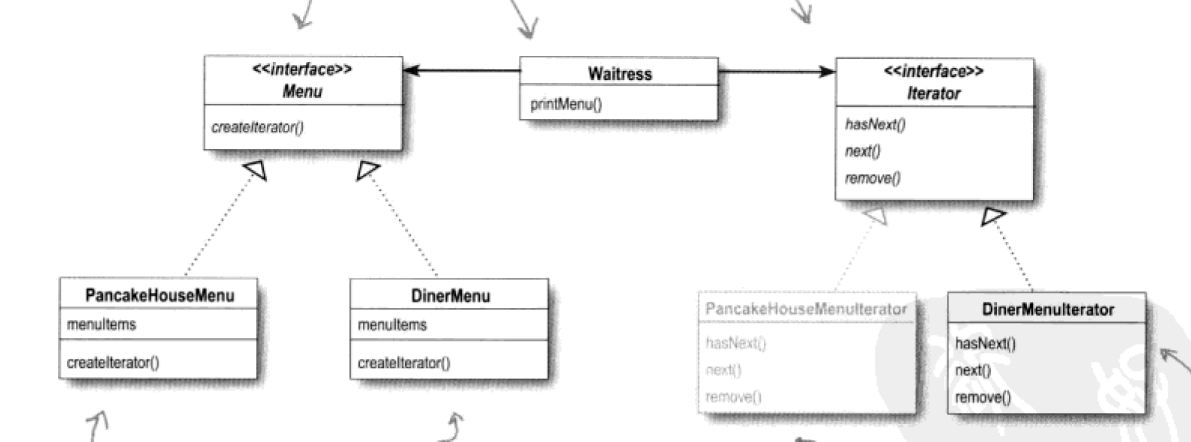 <<interface>>
Menu
createIterator()
Waitress
printMenu()
<<interface>>
Iterator
hasNext()
next()
remove()
PancakeHouseMenu
menuItems
createIterator()
DinerMenu
menuItems
createIterator()
PancakeHouseMenuIterator
hasNext()
next()
remove()
DinerMenuIterator
hasNext()
next()
remove()